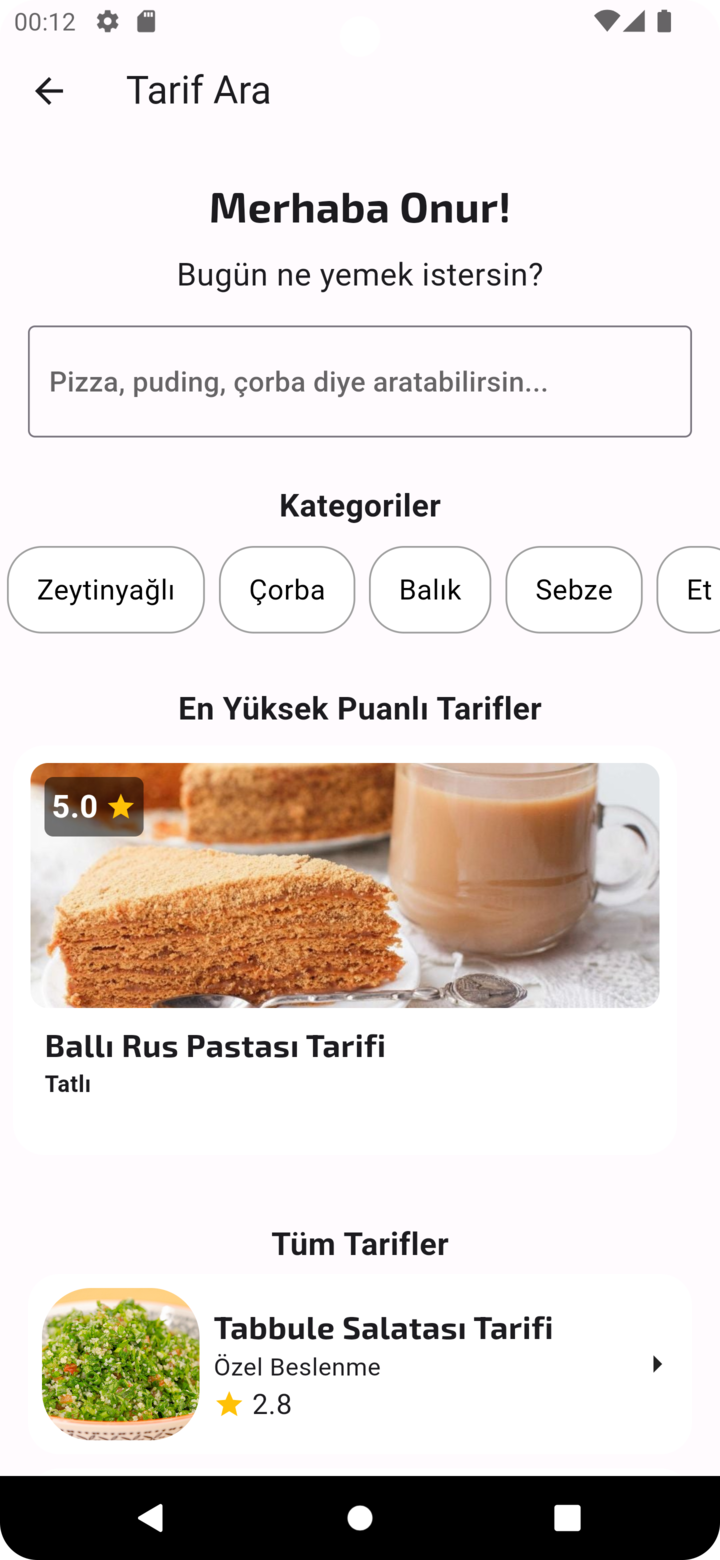 00:12
Tarif Ara
Merhaba Onur!
Bugün ne yemek istersin?
Pizza, puding, çorba diye aratabilirsin...
Kategoriler
Zeytinyağlı Çorba Balık Sebze Et
En Yüksek Puanlı Tarifler
5.0
Ballı Rus Pastası Tarifi
Tatlı
Tüm Tarifler
Tabbule Salatası Tarifi
Özel Beslenme
2.8